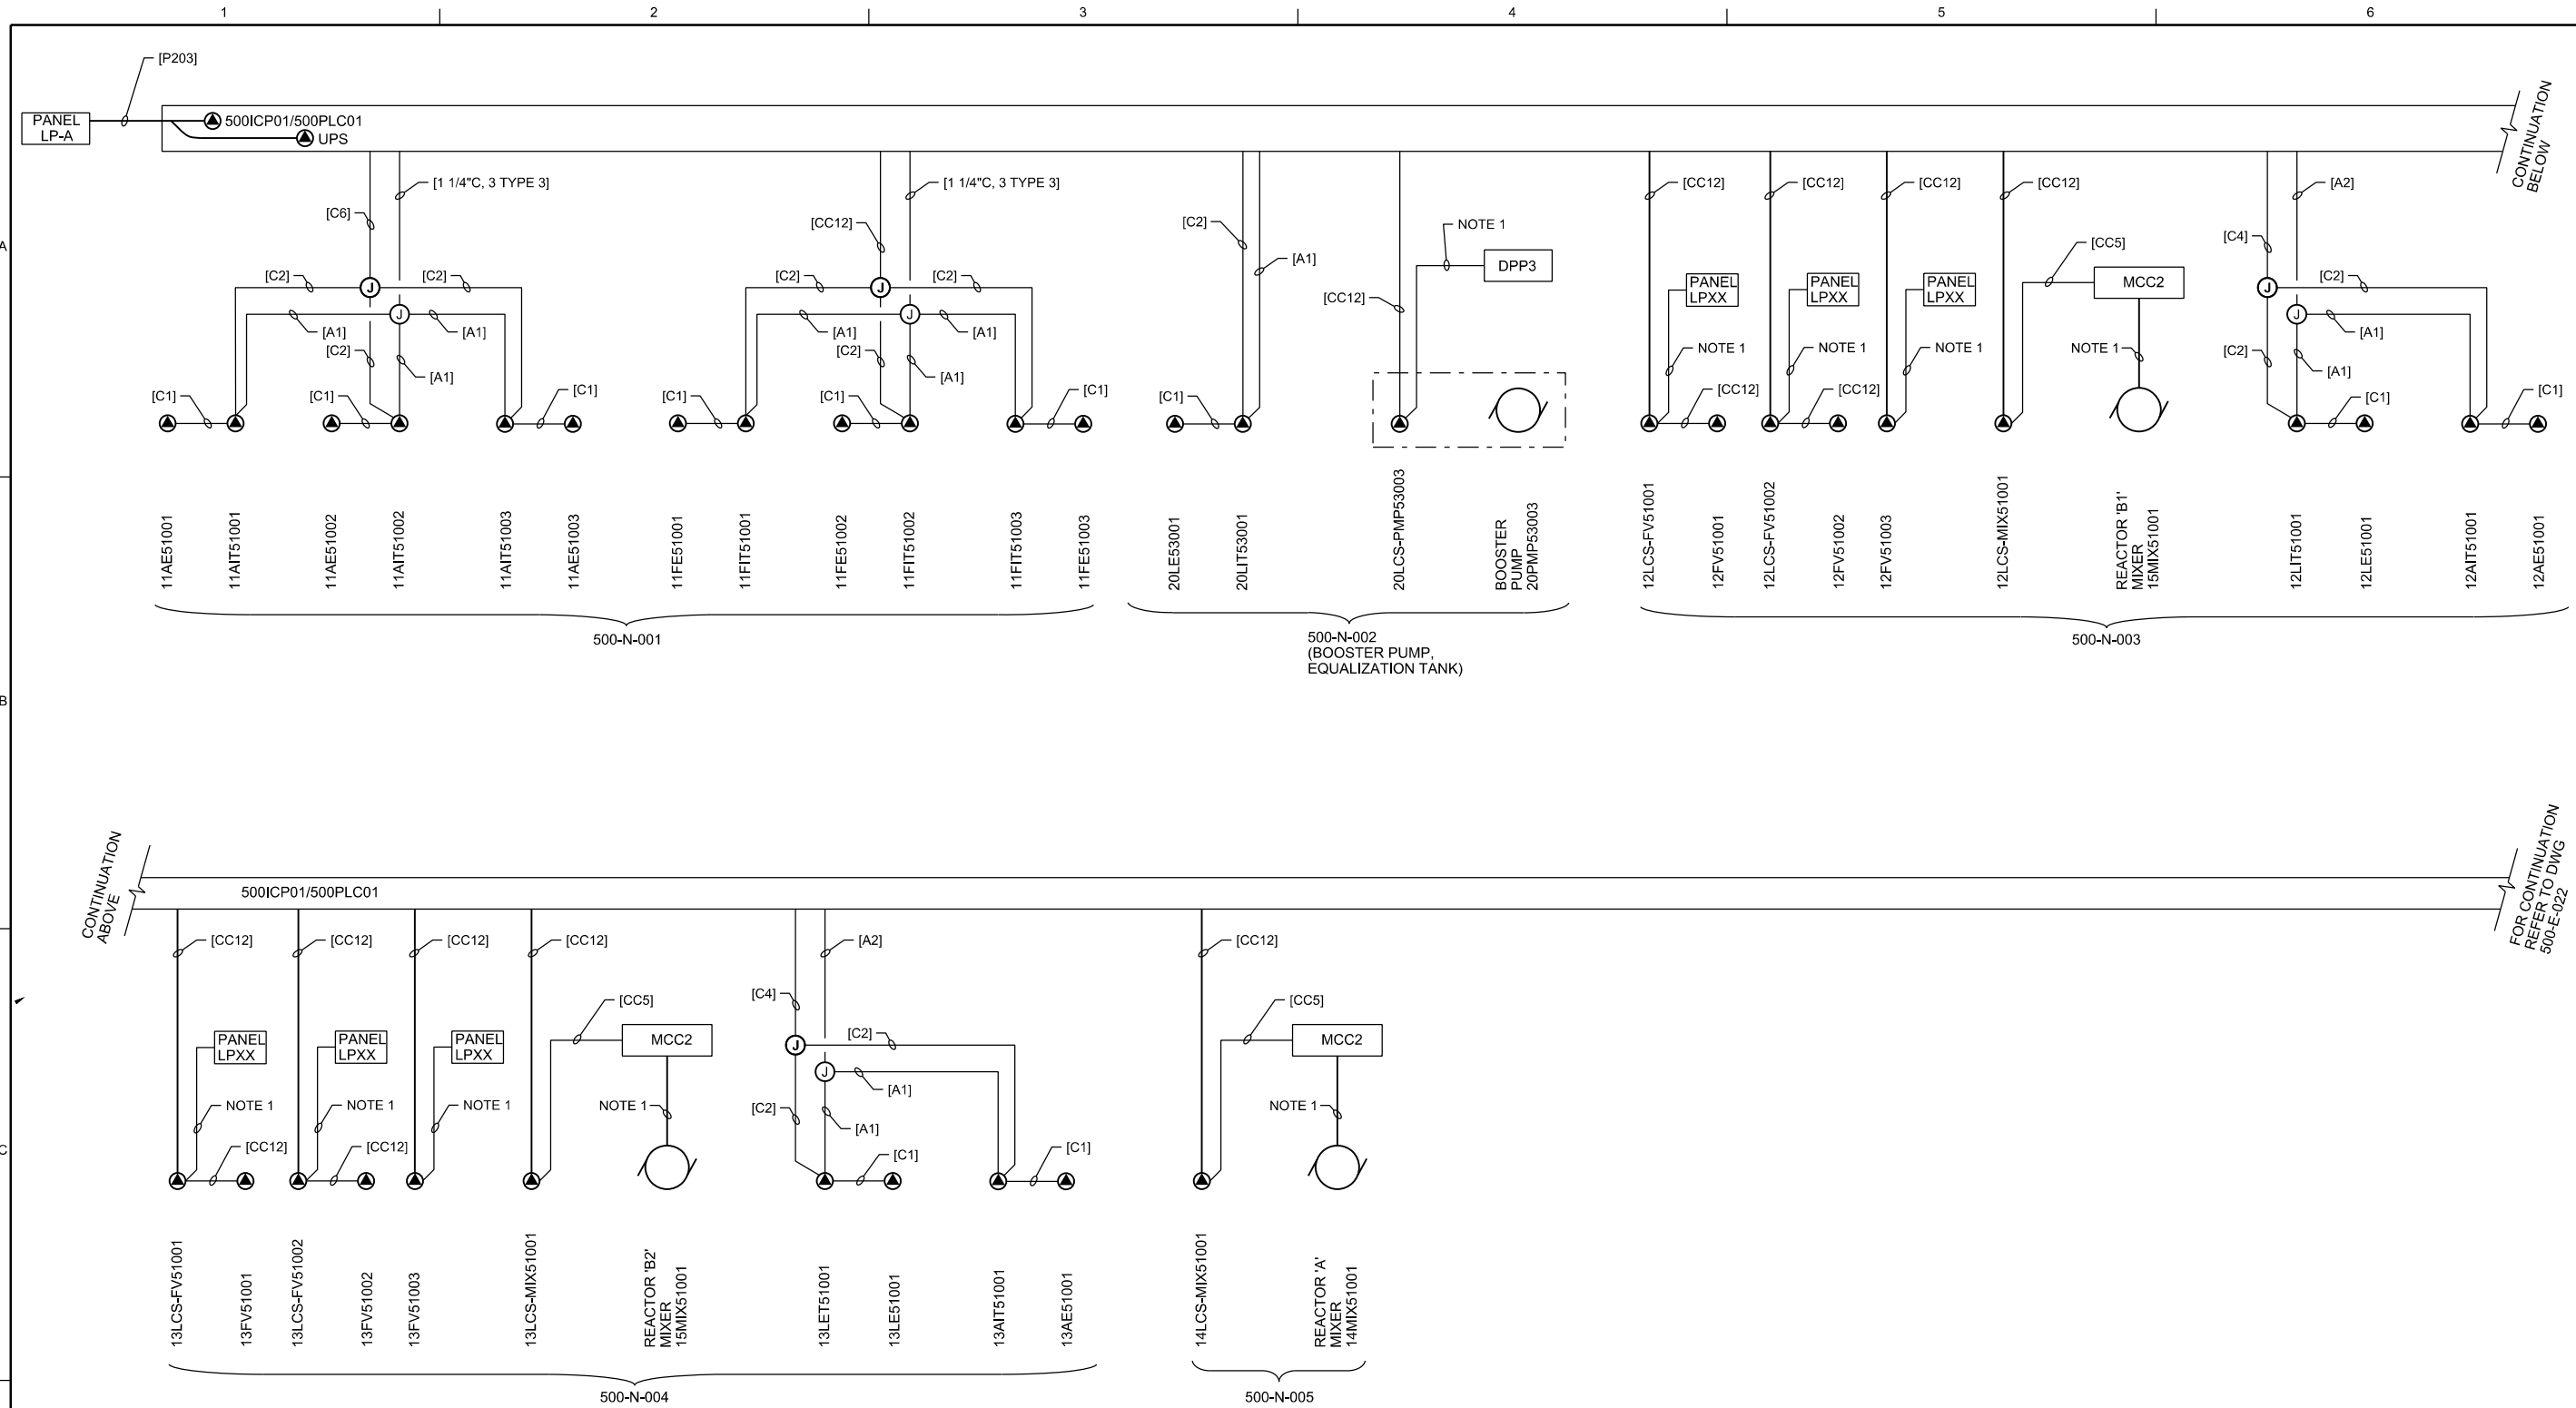 1
2
3
4
5
6
[P203]
PANEL
LP-A
500ICP01/500PLC01
UPS
CONTINUATION
BELOW
[1 1/4"C, 3 TYPE 3]
[1 1/4"C, 3 TYPE 3]
[CC12]
[CC12]
[CC12]
[CC12]
[A2]
[C6]
[CC12]
[C2]
NOTE 1
A
[C4]
[CC5]
[A1]
DPP3
[C2]
[C2]
[C2]
[C2]
[C2]
J
J
PANEL
LPXX
PANEL
LPXX
PANEL
LPXX
MCC2
J
[CC12]
J
J
J
[A1]
[A1]
[A1]
[A1]
[A1]
[C2]
[C2]
NOTE 1
NOTE 1
NOTE 1
NOTE 1
[C2]
[A1]
[A1]
[A1]
[C1]
[C1]
[C1]
[C1]
[C1]
[C1]
[C1]
[CC12]
[CC12]
[C1]
[C1]
11AE51001
11AIT51001
11AE51002
11AIT51002
11AIT51003
11AE51003
11FE51001
11FIT51001
11FE51002
11FIT51002
11FIT51003
11FE51003
20LE53001
20LIT53001
20LCS-PMP53003
BOOSTER
PUMP
20PMP53003
12LCS-FV51001
12FV51001
12LCS-FV51002
12FV51002
12FV51003
12LCS-MIX51001
REACTOR 'B1'
MIXER
15MIX51001
12LIT51001
12LE51001
12AIT51001
12AE51001
500-N-001
500-N-002
(BOOSTER PUMP,
EQUALIZATION TANK)
500-N-003
B
CONTINUATION
ABOVE
500ICP01/500PLC01
FOR CONTINUATION
REFER TO DWG
500-E-022
[CC12]
[CC12]
[CC12]
[CC12]
[A2]
[CC12]
[C4]
[CC5]
[CC5]
PANEL
LPXX
PANEL
LPXX
PANEL
LPXX
MCC2
J
[C2]
MCC2
J
[A1]
NOTE 1
NOTE 1
NOTE 1
NOTE 1
[C2]
[A1]
NOTE 1
C
[CC12]
[CC12]
[C1]
[C1]
13LCS-FV51001
13FV51001
13LCS-FV51002
13FV51002
13FV51003
13LCS-MIX51001
REACTOR 'B2'
MIXER
15MIX51001
13LET51001
13LE51001
13AIT51001
13AE51001
14LCS-MIX51001
REACTOR 'A'
MIXER
14MIX51001
500-N-004
500-N-005